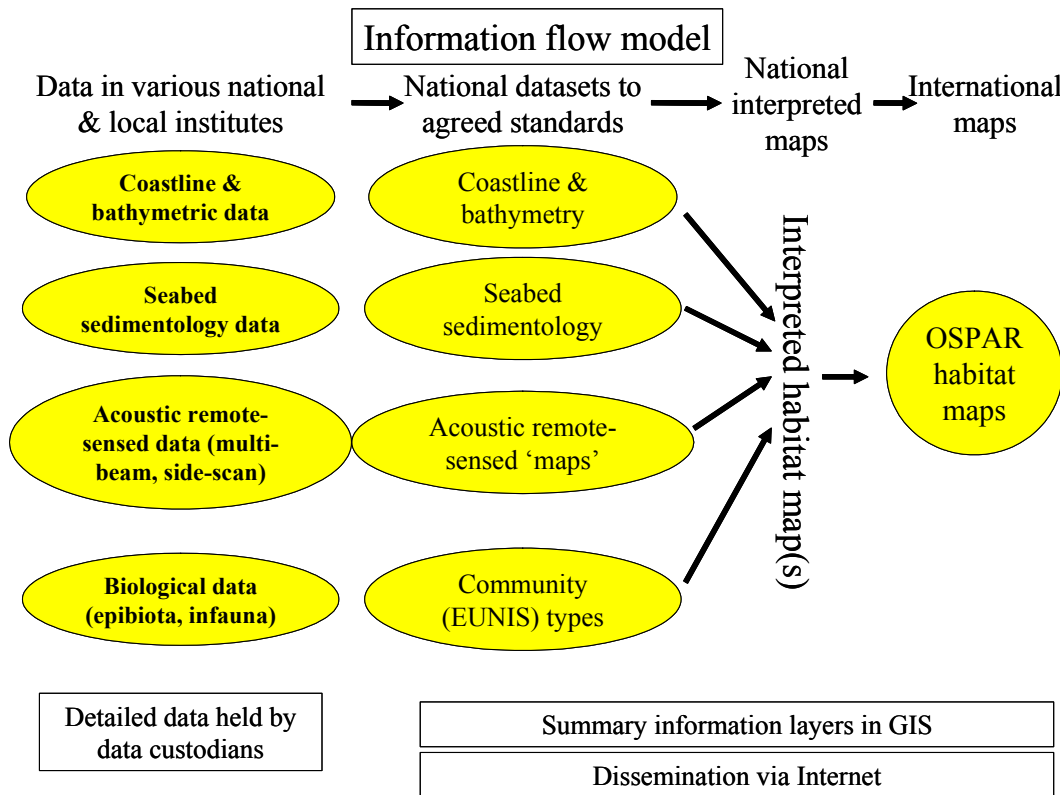 Information flow model
Data in various national
& local institutes
National datasets to
agreed standards
National
interpreted
maps
International
maps
Coastline &
bathymetric data
Coastline &
bathymetry
Seabed
sedimentology data
Seabed
sedimentology
Acoustic remote-
sensed data (multi-
beam, side-scan)
Acoustic remote-
sensed ‘maps’
Biological data
(epibiota, infauna)
Community
(EUNIS) types
Interpreted habitat map(s)
OSPAR
habitat
maps
Detailed data held by
data custodians
Summary information layers in GIS
Dissemination via Internet